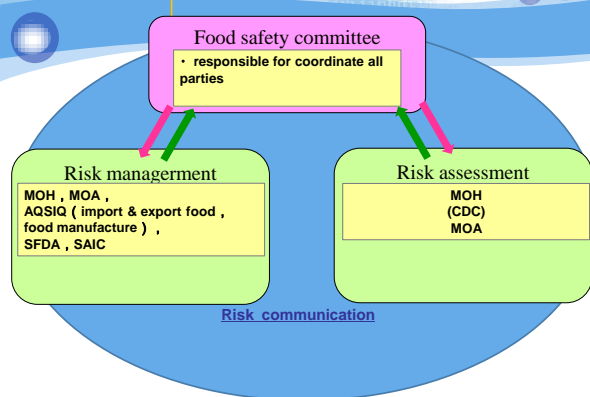 Food safety committee
· responsible for coordinate all
parties
Risk managerment
MOH , MOA ,
AQSIQ ( import & export food ,
food manufacture ) ,
SFDA , SAIC
Risk assessment
MOH
(CDC)
MOA
Risk communication